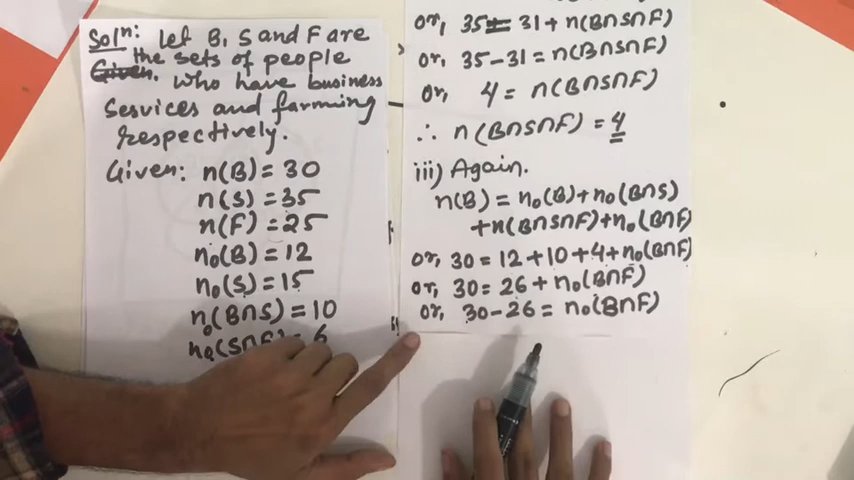 Solⁿ: Let B, S and F are
the sets of people
who have business
services and farming
respectively.
Given: n(B) = 30
n(S) = 35
n(F) = 25
n₀(B) = 12
n₀(S) = 15
n₀(B∩S) = 10
n₀(S∩F) = 6
or, 35 = 31 + n(B∩S∩F)
or, 35-31 = n(B∩S∩F)
or, 4 = n(B∩S∩F)
∴ n(B∩S∩F) = 4
iii) Again.
n(B) = n₀(B) + n₀(B∩S)
+n(B∩S∩F)+n₀(B∩F)
or, 30 = 12+10+4+n₀(B∩F)
or, 30 = 26 + n₀(B∩F)
or, 30-26 = n₀(B∩F)